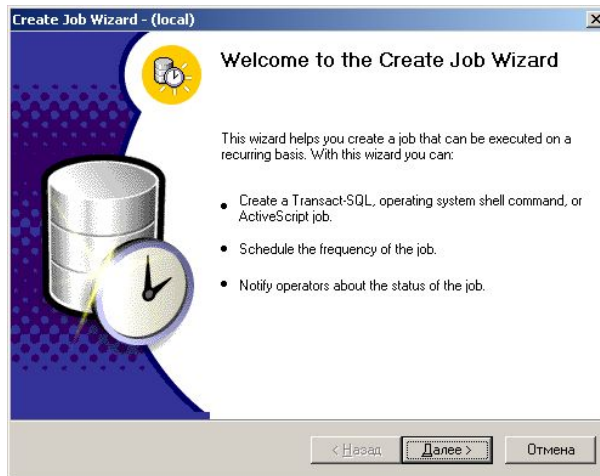 Create Job Wizard - (local)
Welcome to the Create Job Wizard
This wizard helps you create a job that can be executed on a
recurring basis. With this wizard you can:
Create a Transact-SQL, operating system shell command, or
ActiveScript job.
Schedule the frequency of the job.
Notify operators about the status of the job.
< Назад Далее > Отмена